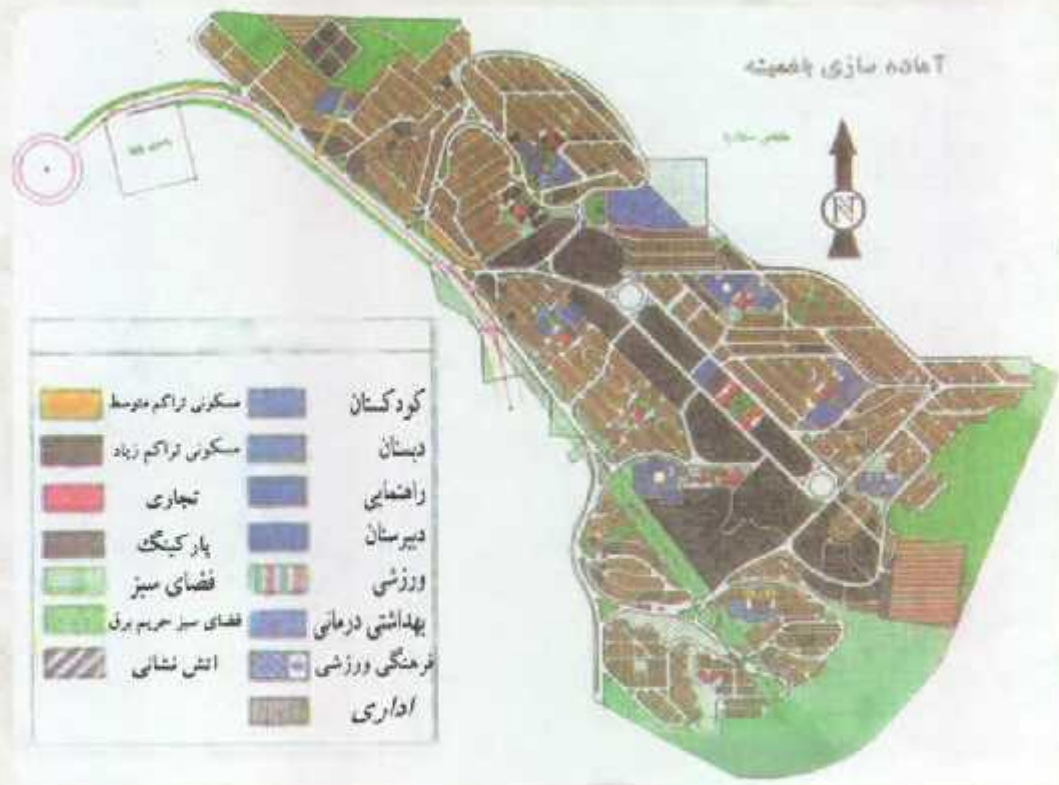 آماده سازی باغمیشه
N
کودکستان
مسکونی تراکم متوسط
دبستان
مسکونی تراکم زیاد
راهنمایی
تجاری
دبیرستان
پارکینگ
ورزشی
فضای سبز
بهداشتی درمانی
فضای سبز حریم برق
فرهنگی ورزشی
اتش نشانی
اداری